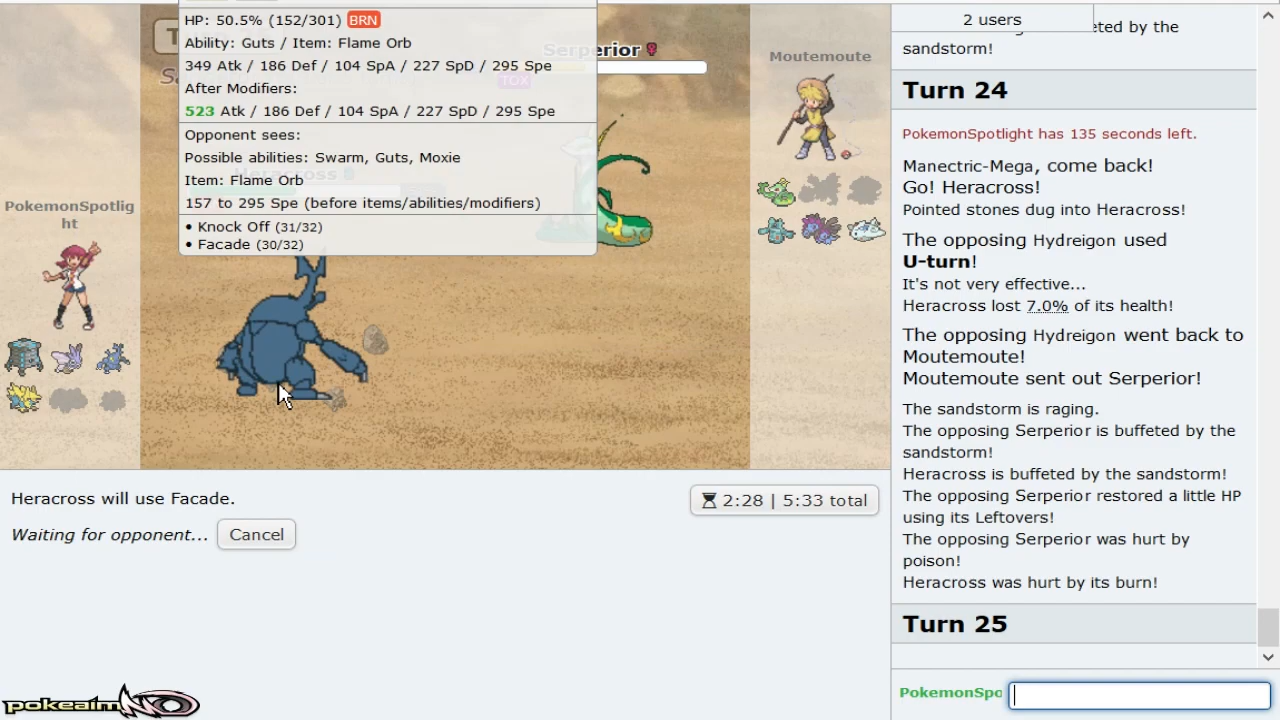 HP: 50.5% (152/301) BRN
Ability: Guts / Item: Flame Orb
349 Atk / 186 Def / 104 SpA / 227 SpD / 295 Spe
After Modifiers:
523 Atk / 186 Def / 104 SpA / 227 SpD / 295 Spe
Opponent sees:
Possible abilities: Swarm, Guts, Moxie
Item: Flame Orb
157 to 295 Spe (before items/abilities/modifiers)
• Knock Off (31/32)
• Facade (30/32)
Serperior
TOX
Heracross
PokemonSpotlig
ht
Moutemoute
Heracross will use Facade.
Waiting for opponent... Cancel
2:28 | 5:33 total
pokeaimMD
2 users
sandstorm!
Turn 24
PokemonSpotlight has 135 seconds left.
Manectric-Mega, come back!
Go! Heracross!
Pointed stones dug into Heracross!
The opposing Hydreigon used
U-turn!
It's not very effective...
Heracross lost 7.0% of its health!
The opposing Hydreigon went back to
Moutemoute!
Moutemoute sent out Serperior!
The sandstorm is raging.
The opposing Serperior is buffeted by the
sandstorm!
Heracross is buffeted by the sandstorm!
The opposing Serperior restored a little HP
using its Leftovers!
The opposing Serperior was hurt by
poison!
Heracross was hurt by its burn!
Turn 25
PokemonSpo